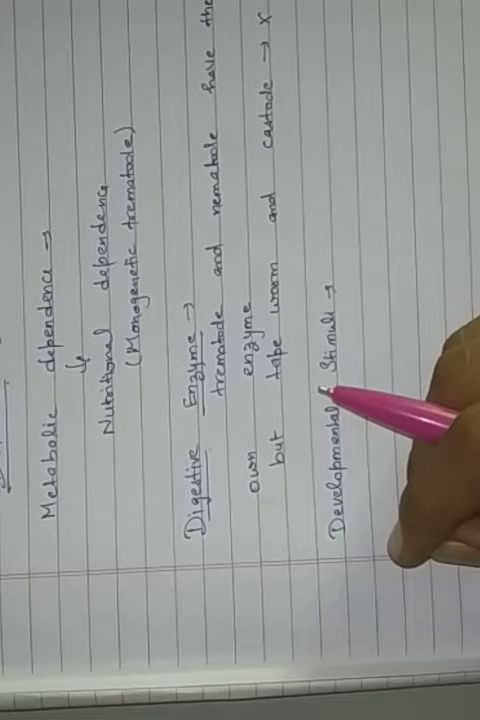 Metabolic dependence →
↓
Nutritional dependence
(Monogenetic trematode)
Digestive Enzyme →
trematode and nematode have the
own enzyme
but tape worm and castode → x
Developmental Stimuli →